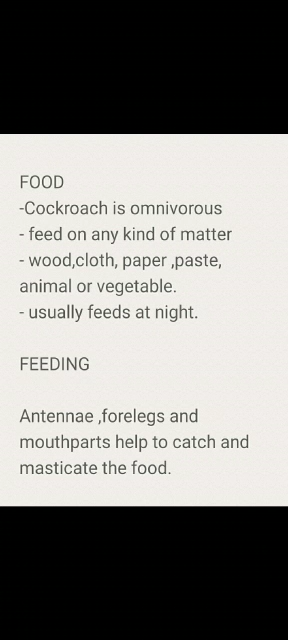 FOOD
-Cockroach is omnivorous
- feed on any kind of matter
- wood,cloth, paper ,paste,
animal or vegetable.
- usually feeds at night.
FEEDING
Antennae ,forelegs and
mouthparts help to catch and
masticate the food.